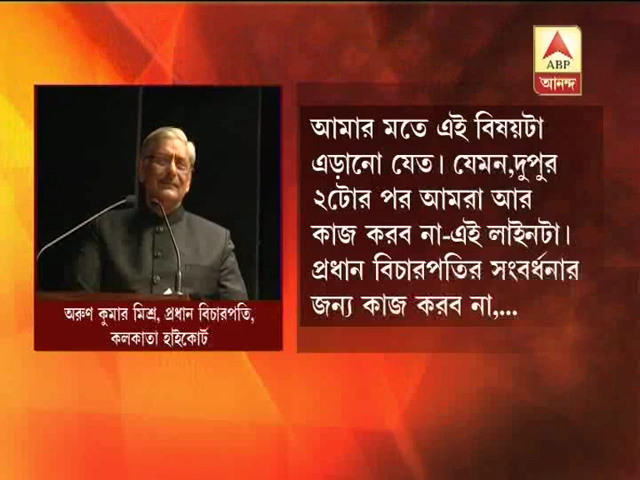 ABP
আনন্দ
আমার মতে এই বিষয়টা
এড়ানো যেত। যেমন,দুপুর
২টোর পর আমরা আর
কাজ করব না-এই লাইনটা।
প্রধান বিচারপতির সংবর্ধনার
জন্য কাজ করব না,...
অরুণ কুমার মিশ্র, প্রধান বিচারপতি,
কলকাতা হাইকোর্ট